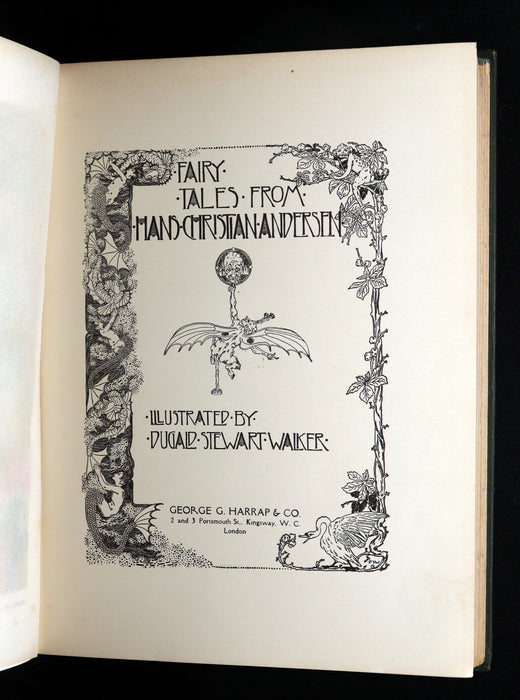 ·FAIRY·
·TALES·FROM·
·HANS·CHRISTIAN·ANDERSEN·
·ILLUSTRATED·BY·
·DUGALD·STEWART·WALKER·
GEORGE G. HARRAP & CO
2 and 3 Portsmouth St., Kingsway, W. C.
London